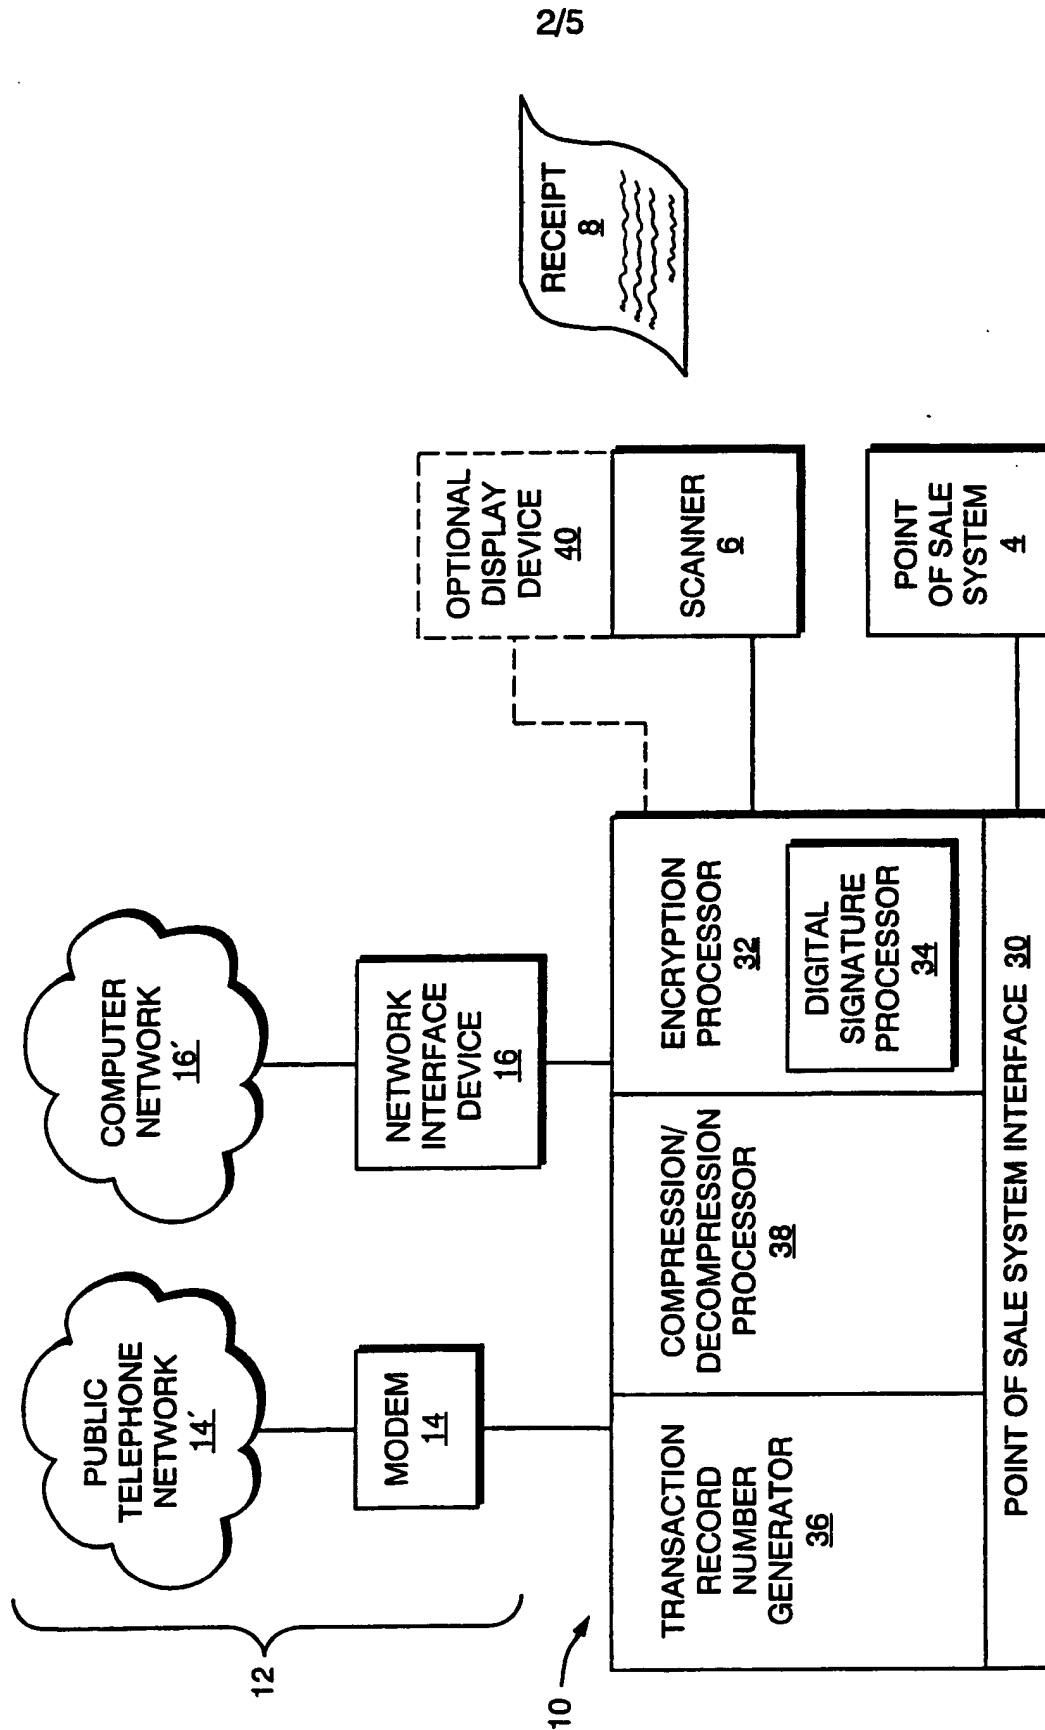 2/5
PUBLIC
TELEPHONE
NETWORK
14′
COMPUTER
NETWORK
16′
12
MODEM
14
NETWORK
INTERFACE
DEVICE
16
OPTIONAL
DISPLAY
DEVICE
40
RECEIPT
8
10
TRANSACTION
RECORD
NUMBER
GENERATOR
36
COMPRESSION/
DECOMPRESSION
PROCESSOR
38
ENCRYPTION
PROCESSOR
32
DIGITAL
SIGNATURE
PROCESSOR
34
SCANNER
6
POINT
OF SALE
SYSTEM
4
POINT OF SALE SYSTEM INTERFACE 30